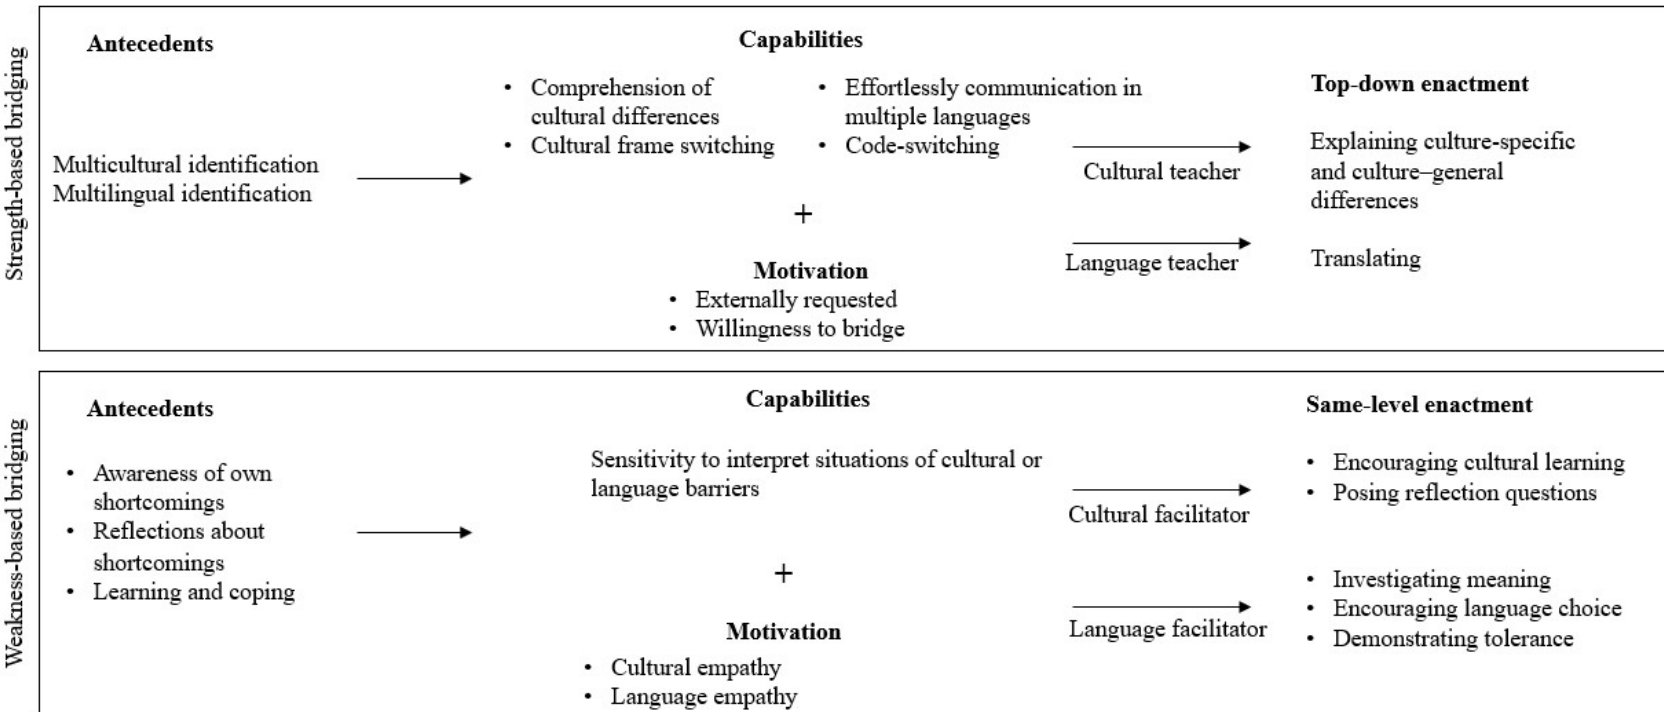 Strength-based bridging
Antecedents
Multicultural identification
Multilingual identification
Capabilities
• Comprehension of
cultural differences
• Cultural frame switching
• Effortlessly communication in
multiple languages
• Code-switching
+
Motivation
• Externally requested
• Willingness to bridge
Cultural teacher
Language teacher
Top-down enactment
Explaining culture-specific
and culture–general
differences
Translating
Weakness-based bridging
Antecedents
• Awareness of own
shortcomings
• Reflections about
shortcomings
• Learning and coping
Capabilities
Sensitivity to interpret situations of cultural or
language barriers
+
Motivation
• Cultural empathy
• Language empathy
Cultural facilitator
Language facilitator
Same-level enactment
• Encouraging cultural learning
• Posing reflection questions
• Investigating meaning
• Encouraging language choice
• Demonstrating tolerance